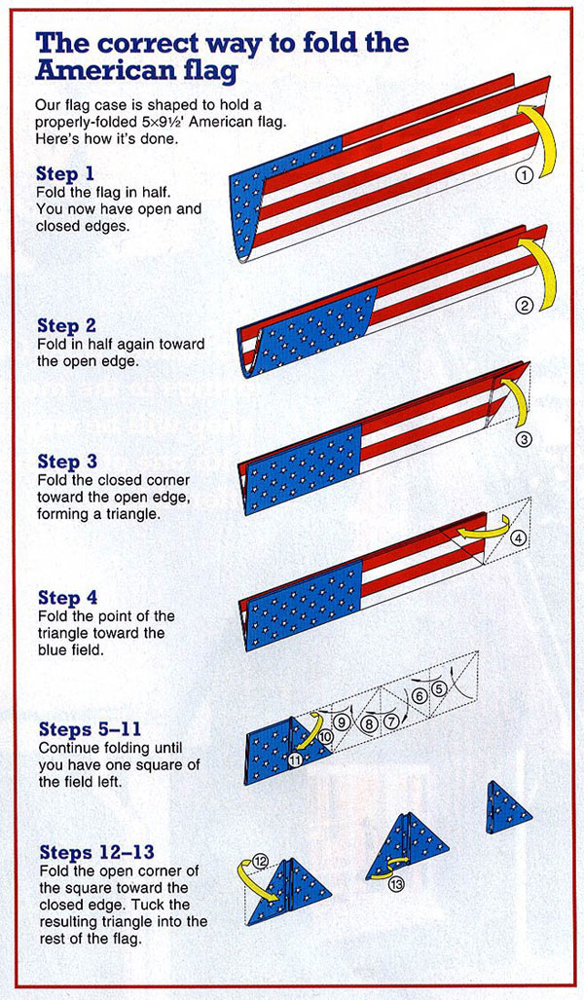 The correct way to fold the
American flag
Our flag case is shaped to hold a
properly-folded 5×9½' American flag.
Here's how it's done.
Step 1
Fold the flag in half.
You now have open and
closed edges.
1
Step 2
Fold in half again toward
the open edge.
2
Step 3
Fold the closed corner
toward the open edge,
forming a triangle.
3
Step 4
Fold the point of the
triangle toward the
blue field.
4
Steps 5–11
Continue folding until
you have one square of
the field left.
11 10 9 8 7 6 5
Steps 12–13
Fold the open corner of
the square toward the
closed edge. Tuck the
resulting triangle into the
rest of the flag.
12
13